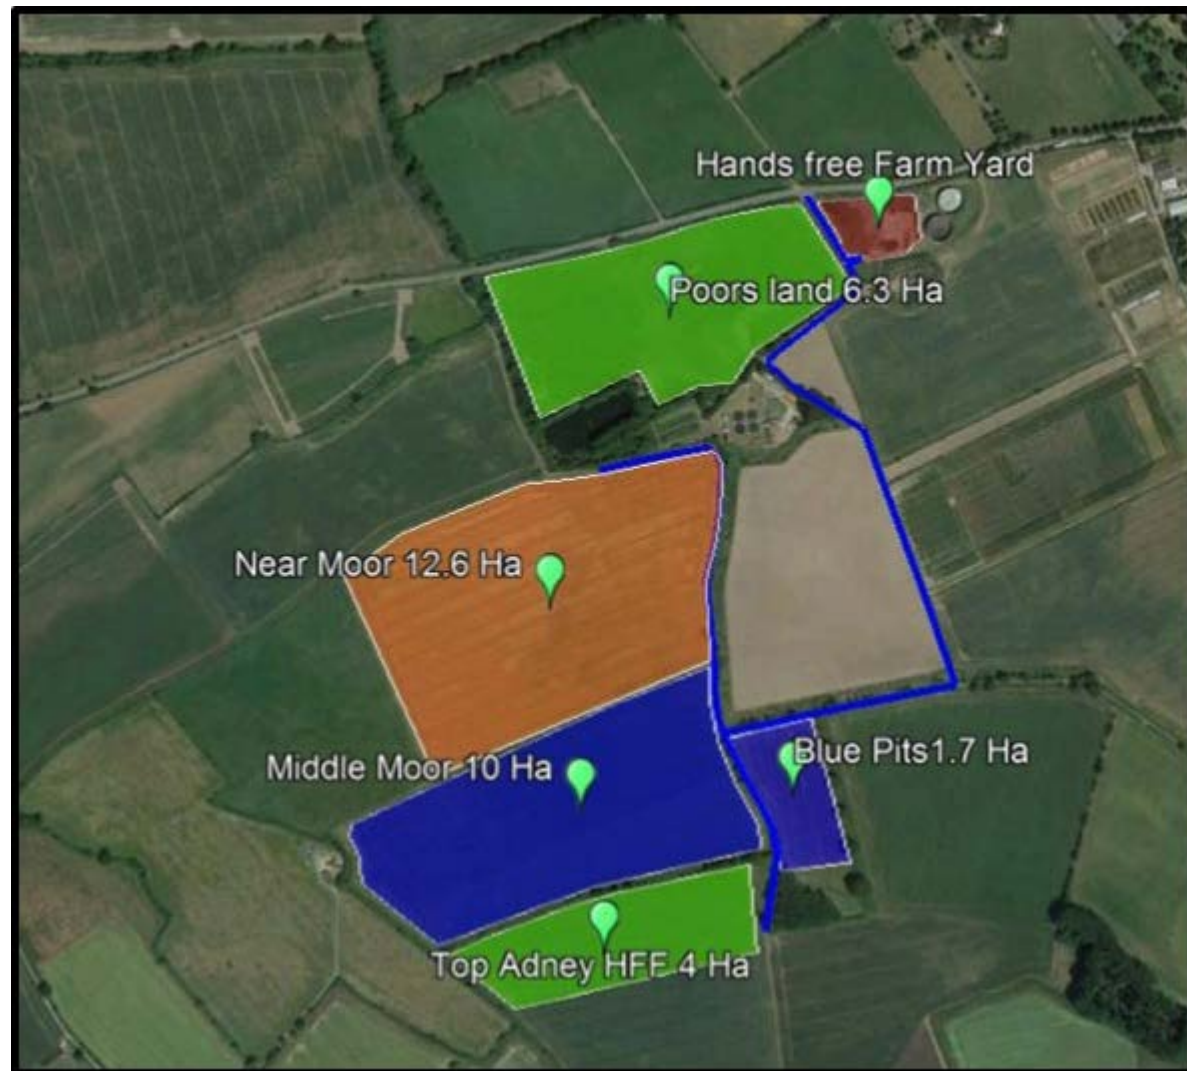 Hands free Farm Yard
Poors land 6.3 Ha
Near Moor 12.6 Ha
Blue Pits1.7 Ha
Middle Moor 10 Ha
Top Adney HFF 4 Ha